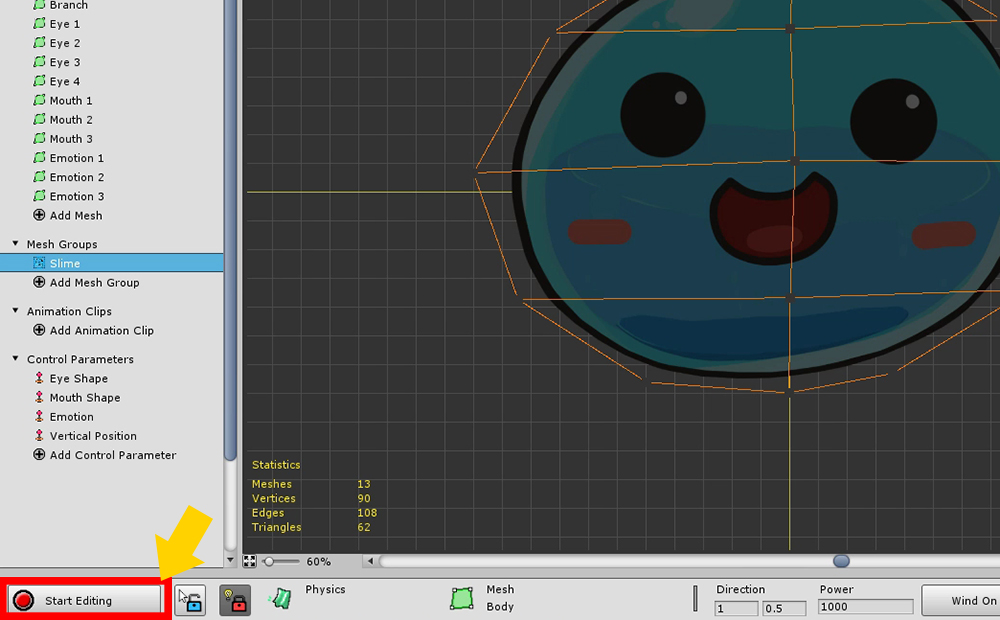 Branch
Eye 1
Eye 2
Eye 3
Eye 4
Mouth 1
Mouth 2
Mouth 3
Emotion 1
Emotion 2
Emotion 3
Add Mesh
Mesh Groups
Slime
Add Mesh Group
Animation Clips
Add Animation Clip
Control Parameters
Eye Shape
Mouth Shape
Emotion
Vertical Position
Add Control Parameter
Statistics
Meshes 13
Vertices 90
Edges 108
Triangles 62
60%
Start Editing
Physics
Mesh
Body
Direction
1 0.5
Power
1000
Wind On